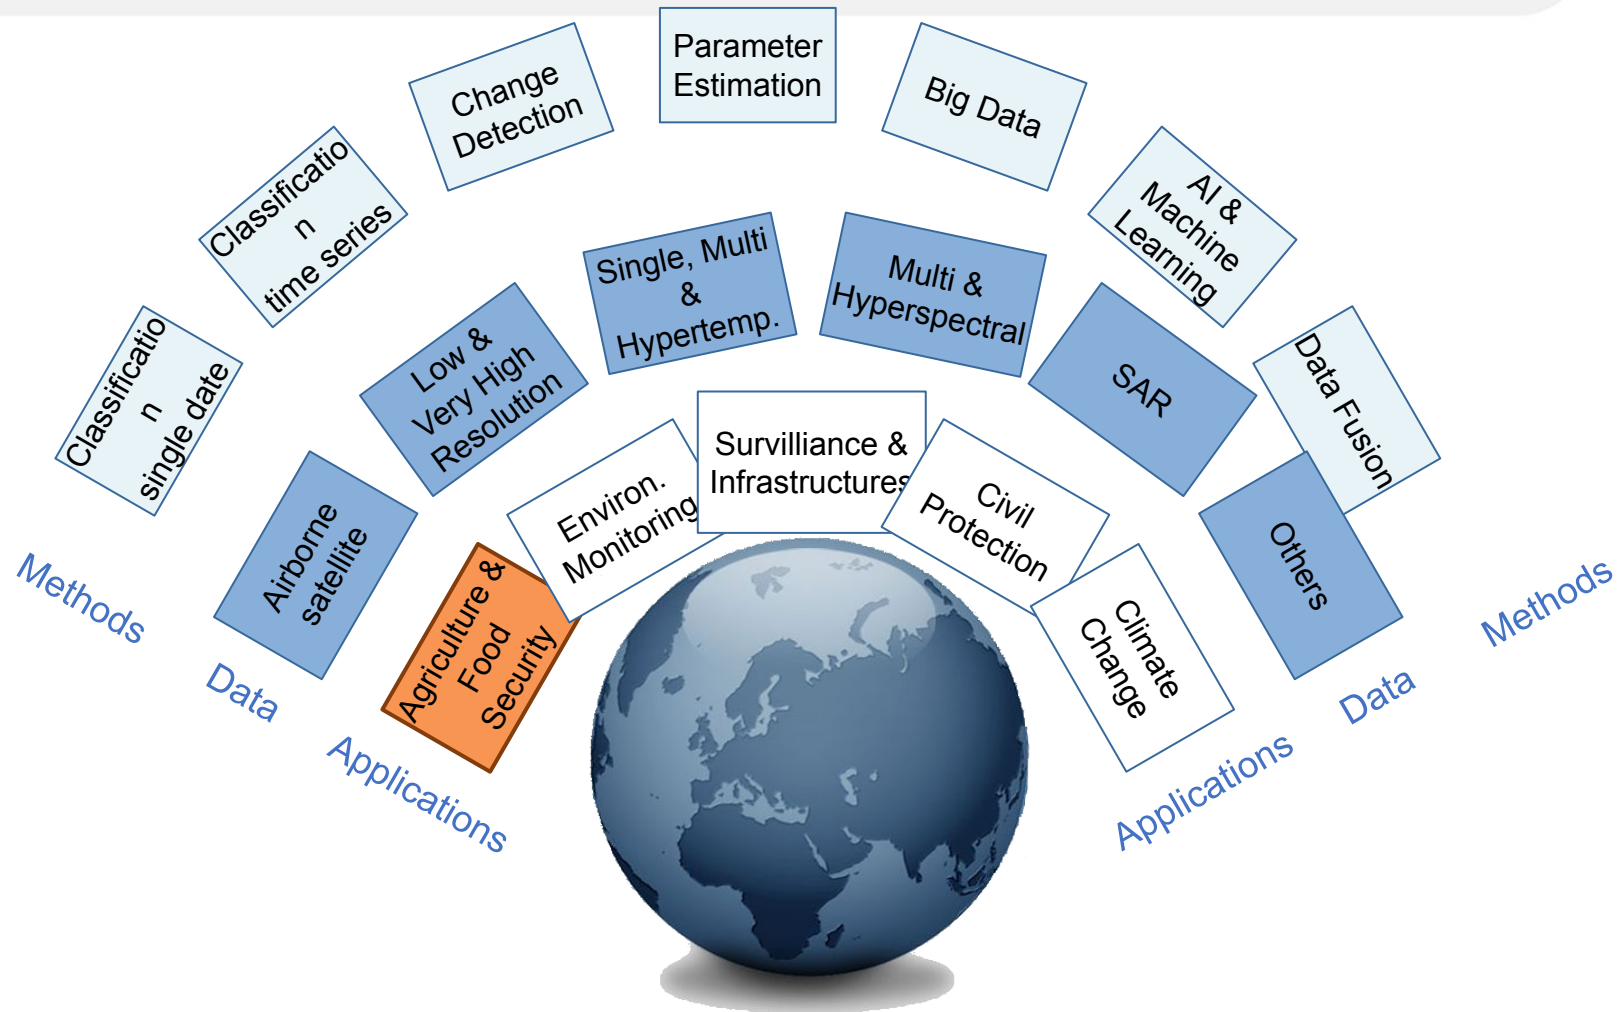 Parameter
Estimation
Change
Detection
Big Data
Classificatio
n
time series
AI &
Machine
Learning
Classificatio
n
single date
Data Fusion
Single, Multi
&
Hypertemp.
Multi &
Hyperspectral
Low &
Very High
Resolution
SAR
Airborne
satellite
Others
Survilliance &
Infrastructures
Environ.
Monitoring
Civil
Protection
Agriculture &
Food
Security
Climate
Change
Methods
Data
Applications
Applications
Data
Methods